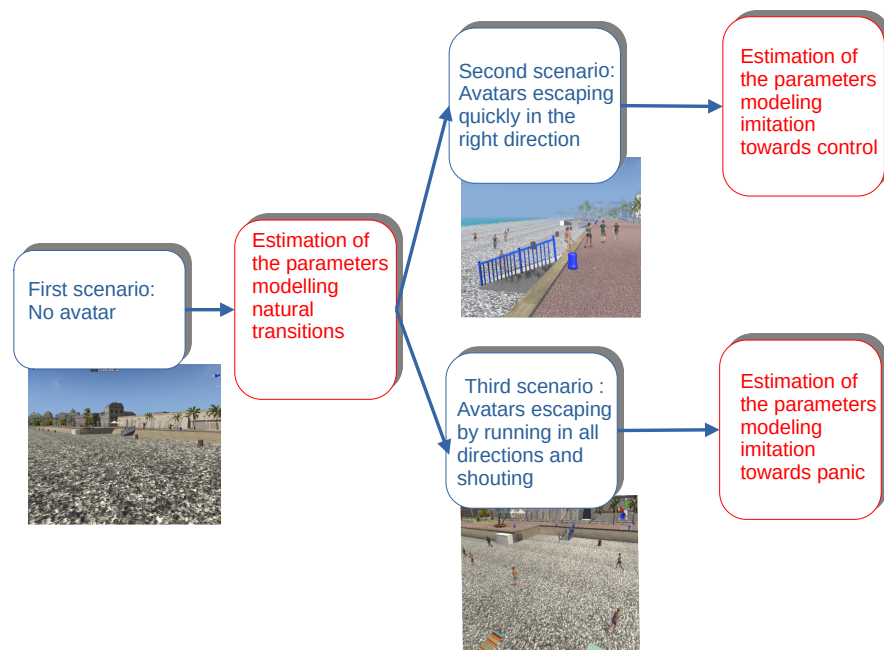 First scenario:
No avatar
Estimation of
the parameters
modelling
natural
transitions
Second scenario:
Avatars escaping
quickly in the
right direction
Estimation of
the parameters
modeling
imitation
towards control
Third scenario :
Avatars escaping
by running in all
directions and
shouting
Estimation of
the parameters
modeling
imitation
towards panic